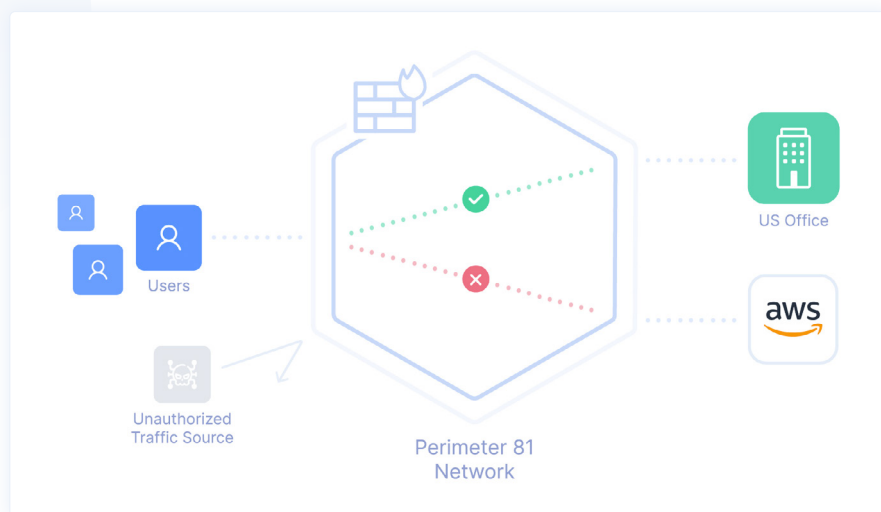 US Office
Users
aws
Unauthorized
Traffic Source
Perimeter 81
Network